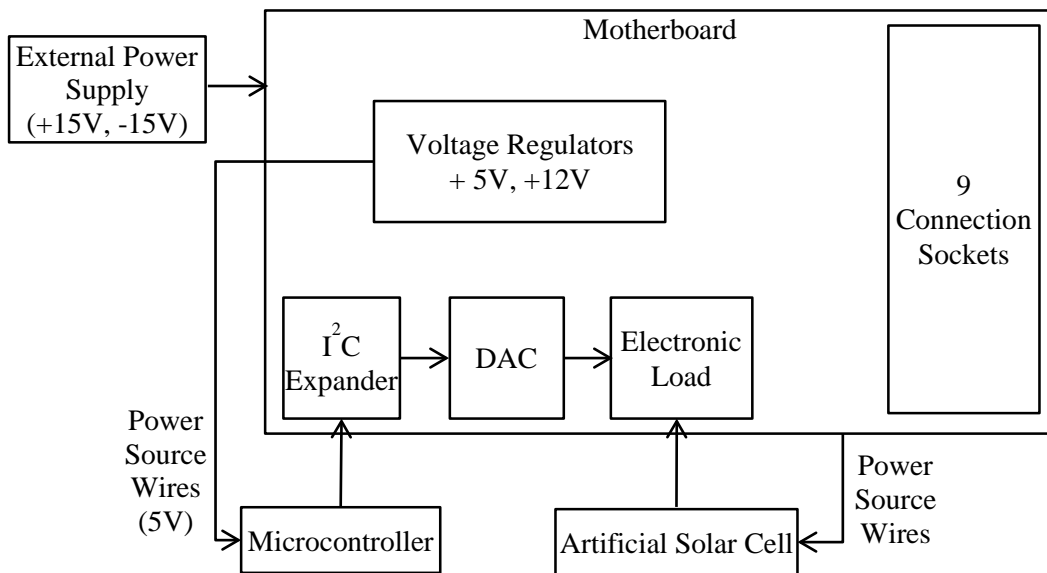 Motherboard
External Power
Supply
(+15V, -15V)
Voltage Regulators
+ 5V, +12V
9
Connection
Sockets
I²C
Expander
DAC
Electronic
Load
Power
Source
Wires
(5V)
Power
Source
Wires
Microcontroller
Artificial Solar Cell